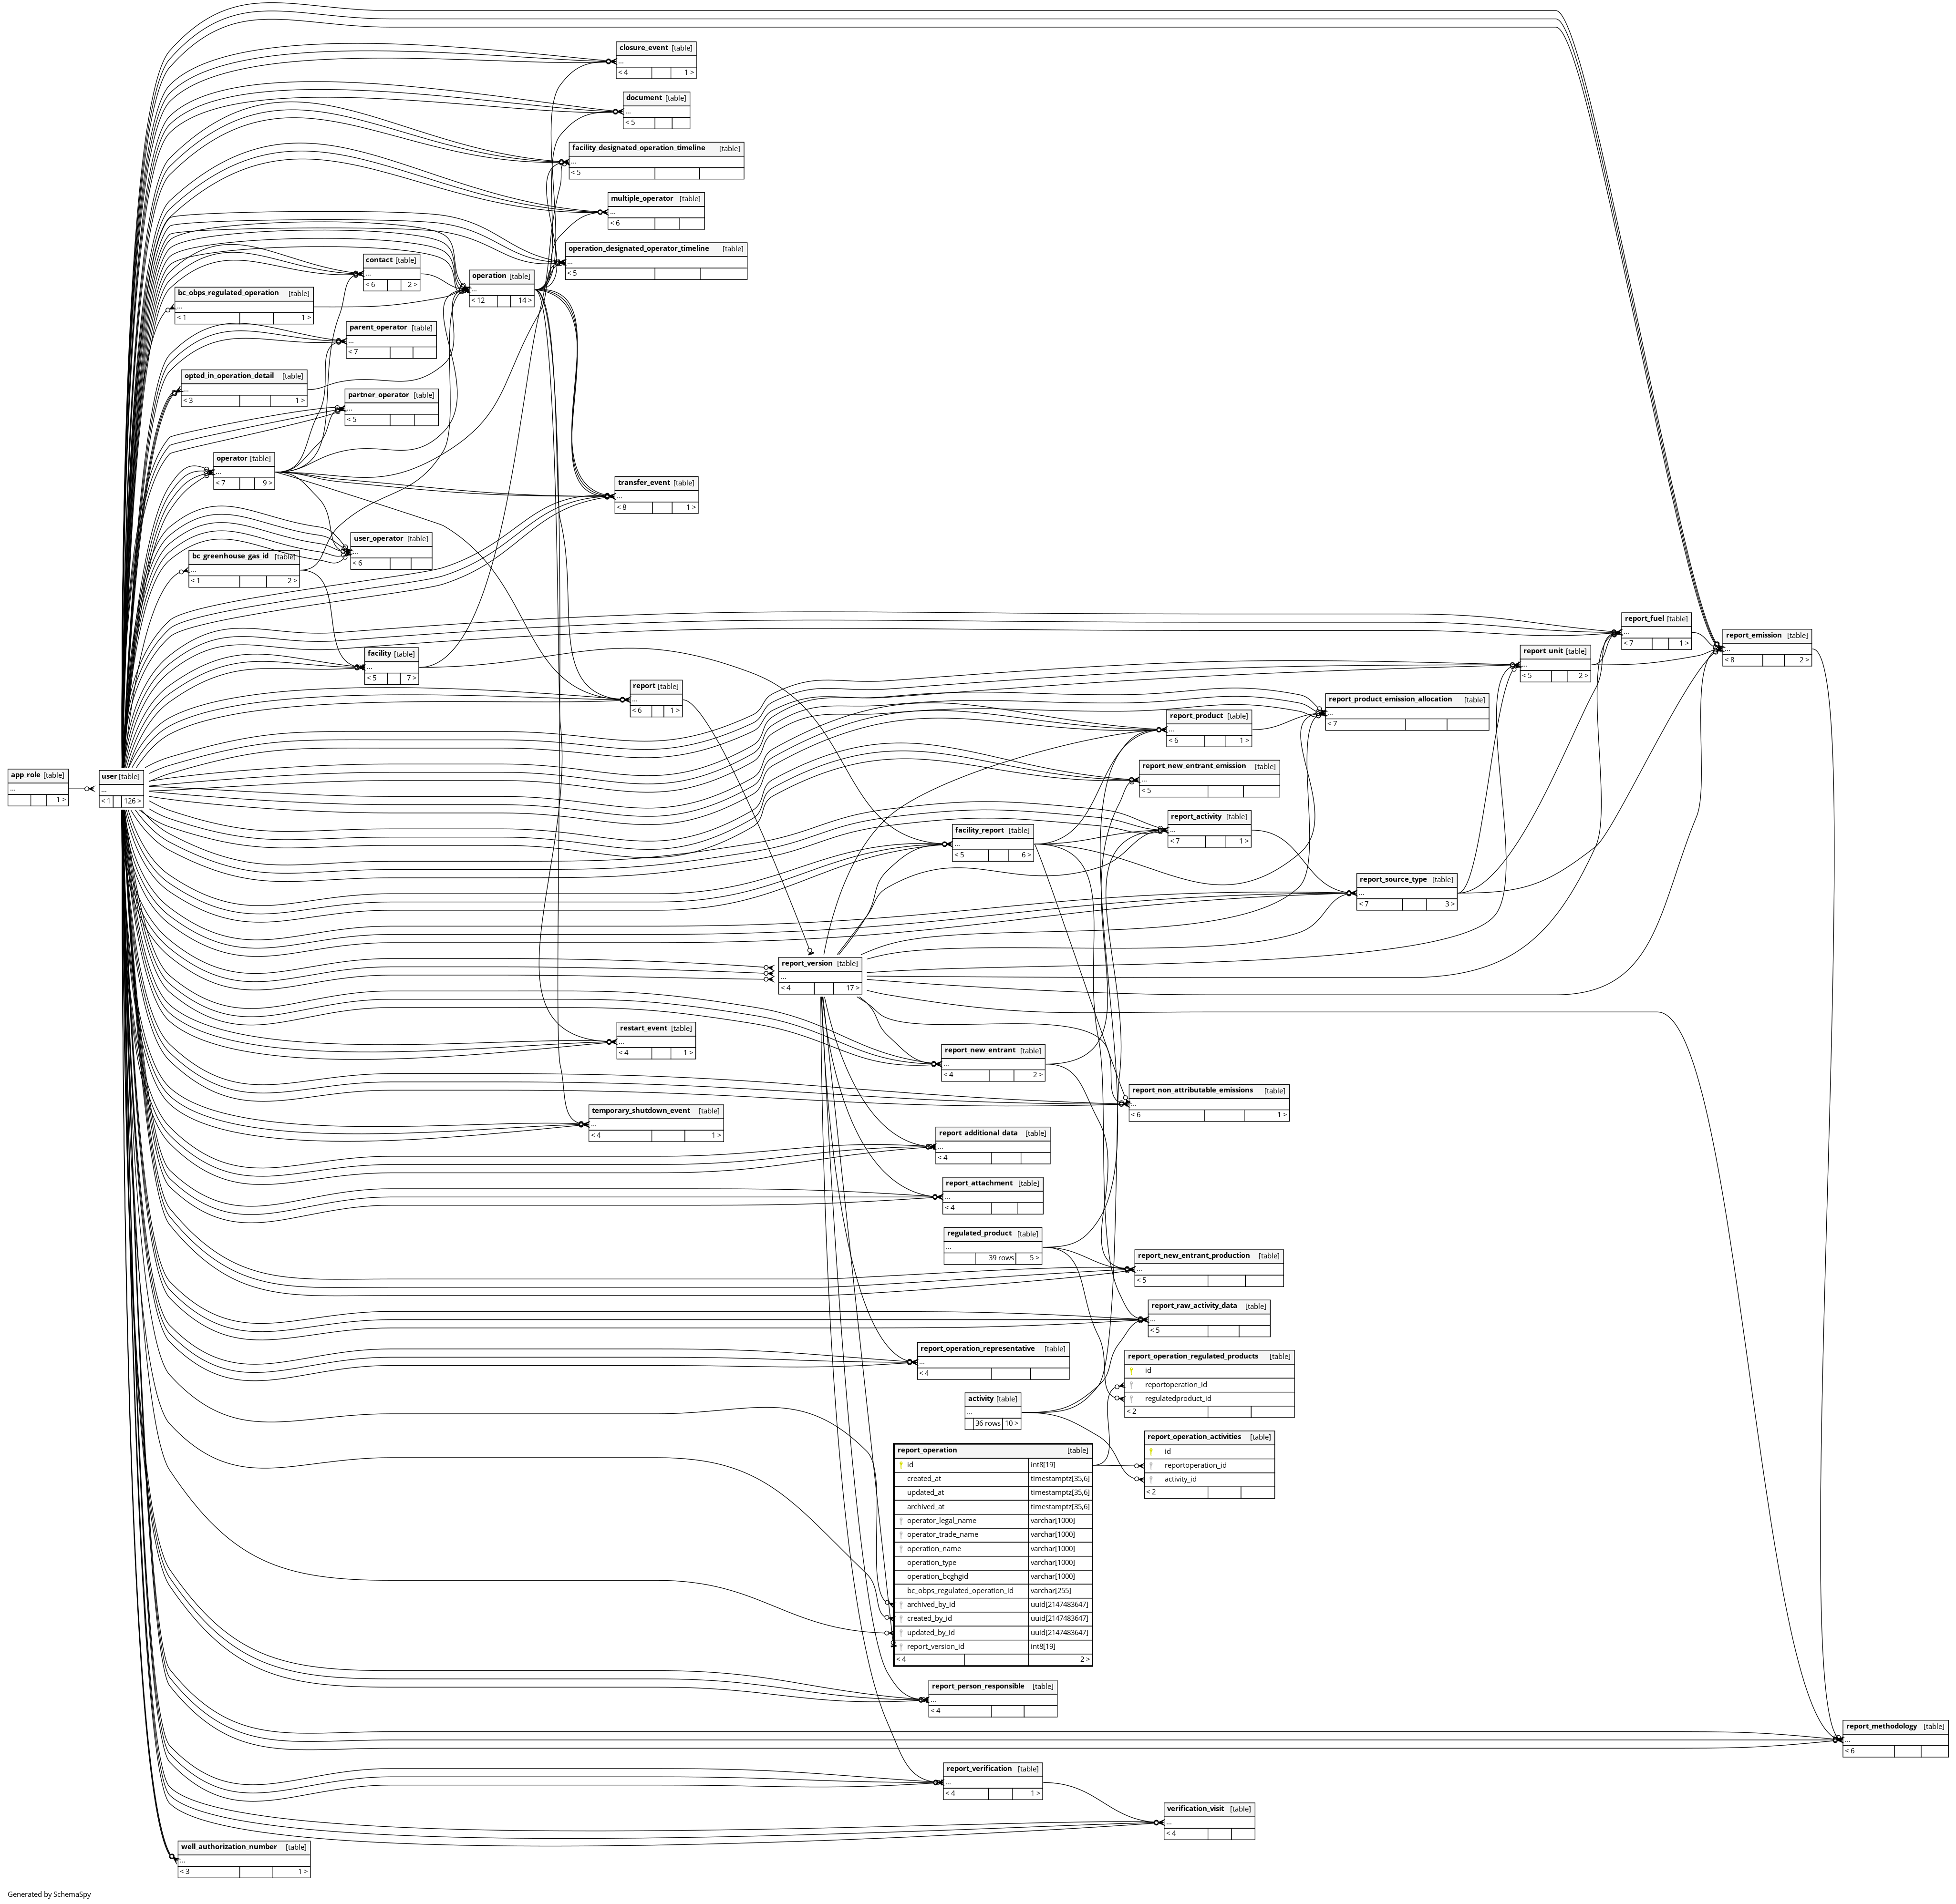 closure_event [table]
...
< 4 1 >
document [table]
...
< 5
facility_designated_operation_timeline [table]
...
< 5
multiple_operator [table]
...
< 6
operation_designated_operator_timeline [table]
...
< 5
contact [table]
...
< 6 2 >
operation [table]
...
< 12 14 >
bc_obps_regulated_operation [table]
...
< 1 1 >
parent_operator [table]
...
< 7
opted_in_operation_detail [table]
...
< 3 1 >
partner_operator [table]
...
< 5
operator [table]
...
< 7 9 >
transfer_event [table]
...
< 8 1 >
user_operator [table]
...
< 6
bc_greenhouse_gas_id [table]
...
< 1 2 >
report_fuel [table]
...
< 7 1 >
report_emission [table]
...
< 8 2 >
facility [table]
...
< 5 7 >
report_unit [table]
...
< 5 2 >
report [table]
...
< 6 1 >
report_product_emission_allocation [table]
...
< 7
report_product [table]
...
< 6 1 >
app_role [table]
...
1 >
user [table]
...
< 1 126 >
report_new_entrant_emission [table]
...
< 5
report_activity [table]
...
< 7 1 >
facility_report [table]
...
< 5 6 >
report_source_type [table]
...
< 7 3 >
report_version [table]
...
< 4 17 >
restart_event [table]
...
< 4 1 >
report_new_entrant [table]
...
< 4 2 >
report_non_attributable_emissions [table]
...
< 6 1 >
temporary_shutdown_event [table]
...
< 4 1 >
report_additional_data [table]
...
< 4
report_attachment [table]
...
< 4
regulated_product [table]
...
39 rows 5 >
report_new_entrant_production [table]
...
< 5
report_raw_activity_data [table]
...
< 5
report_operation_representative [table]
...
< 4
report_operation_regulated_products [table]
id
reportoperation_id
regulatedproduct_id
< 2
activity [table]
...
36 rows 10 >
report_operation_activities [table]
id
reportoperation_id
activity_id
< 2
report_operation [table]
id int8[19]
created_at timestamptz[35,6]
updated_at timestamptz[35,6]
archived_at timestamptz[35,6]
operator_legal_name varchar[1000]
operator_trade_name varchar[1000]
operation_name varchar[1000]
operation_type varchar[1000]
operation_bcghgid varchar[1000]
bc_obps_regulated_operation_id varchar[255]
archived_by_id uuid[2147483647]
created_by_id uuid[2147483647]
updated_by_id uuid[2147483647]
report_version_id int8[19]
< 4 2 >
report_person_responsible [table]
...
< 4
report_methodology [table]
...
< 6
report_verification [table]
...
< 4 1 >
verification_visit [table]
...
< 4
well_authorization_number [table]
...
< 3 1 >
Generated by SchemaSpy